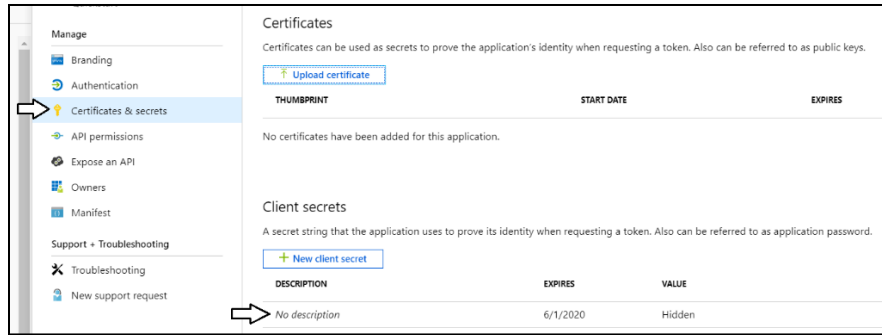 Manage
Branding
Authentication
Certificates & secrets
API permissions
Expose an API
Owners
Manifest
Support + Troubleshooting
Troubleshooting
New support request
Certificates
Certificates can be used as secrets to prove the application's identity when requesting a token. Also can be referred to as public keys.
Upload certificate
THUMBPRINT START DATE EXPIRES
No certificates have been added for this application.
Client secrets
A secret string that the application uses to prove its identity when requesting a token. Also can be referred to as application password.
New client secret
DESCRIPTION EXPIRES VALUE
No description 6/1/2020 Hidden